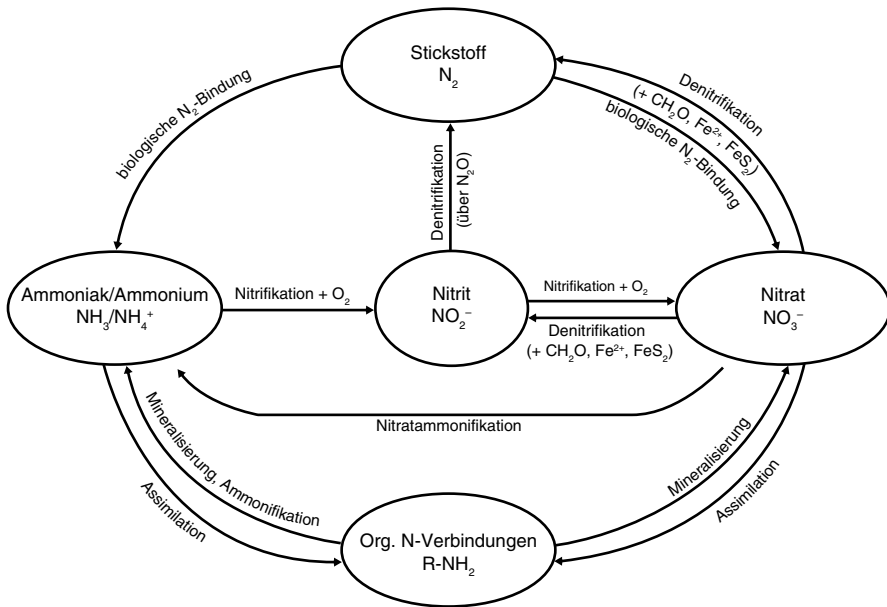 Stickstoff
N₂
biologische N₂-Bindung
Denitrifikation
(+ CH₂O, Fe²⁺, FeS₂)
biologische N₂-Bindung
Denitrifikation
(über N₂O)
Ammoniak/Ammonium
NH₃/NH₄⁺
Nitrifikation + O₂
Nitrit
NO₂⁻
Nitrifikation + O₂
Denitrifikation
(+ CH₂O, Fe²⁺, FeS₂)
Nitrat
NO₃⁻
Nitratammonifikation
Mineralisierung, Ammonifikation
Assimilation
Mineralisierung
Assimilation
Org. N-Verbindungen
R-NH₂